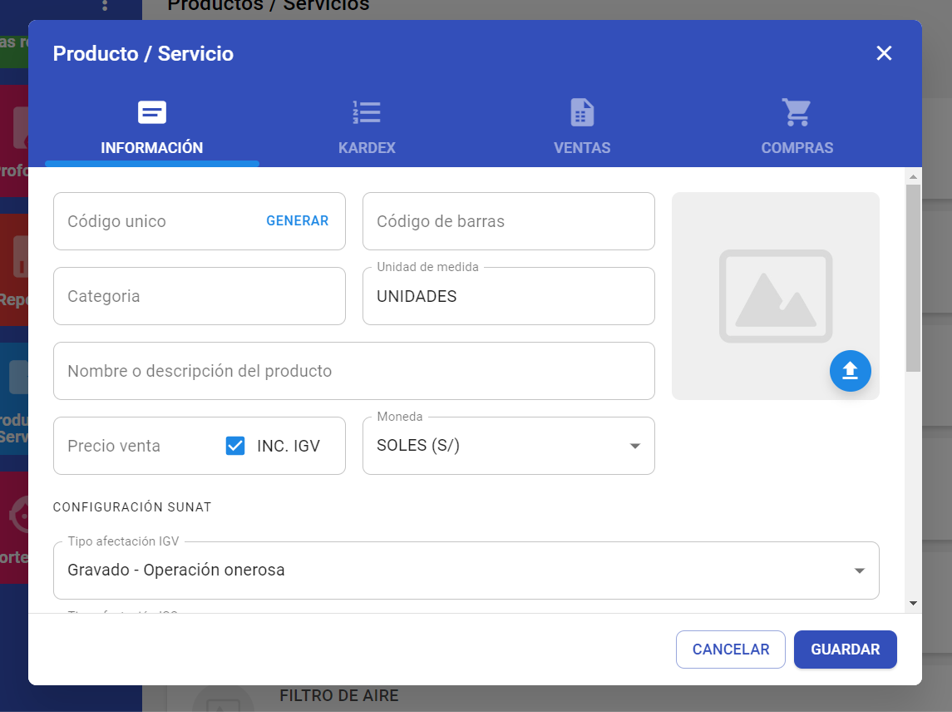 Productos / Servicios
Producto / Servicio
INFORMACIÓN
KARDEX
VENTAS
COMPRAS
Código unico
GENERAR
Código de barras
Categoria
Unidad de medida
UNIDADES
Nombre o descripción del producto
Precio venta
INC. IGV
Moneda
SOLES (S/)
CONFIGURACIÓN SUNAT
Tipo afectación IGV
Gravado - Operación onerosa
CANCELAR
GUARDAR
FILTRO DE AIRE